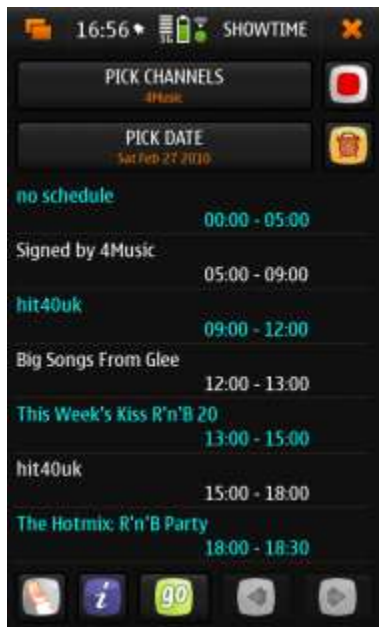 16:56 3G SHOWTIME
PICK CHANNELS
4Music
PICK DATE
Sat Feb 27 2010
no schedule
00:00 - 05:00
Signed by 4Music
05:00 - 09:00
hit40uk
09:00 - 12:00
Big Songs From Glee
12:00 - 13:00
This Week's Kiss R'n'B 20
13:00 - 15:00
hit40uk
15:00 - 18:00
The Hotmix: R'n'B Party
18:00 - 18:30
i go